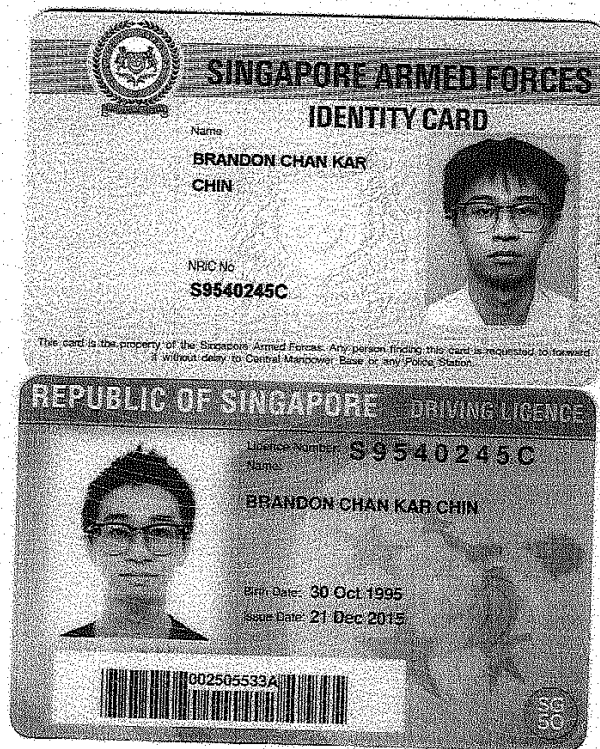 SINGAPORE ARMED FORCES
IDENTITY CARD
Name
BRANDON CHAN KAR
CHIN
NRIC No
S9540245C
This card is the property of the Singapore Armed Forces. Any person finding this card is requested to forward
it without delay to Central Manpower Base or any Police Station.
REPUBLIC OF SINGAPORE DRIVING LICENCE
Licence Number: S9540245C
Name:
BRANDON CHAN KAR CHIN
Birth Date: 30 Oct 1995
Issue Date: 21 Dec 2015
002505533A
SG
50